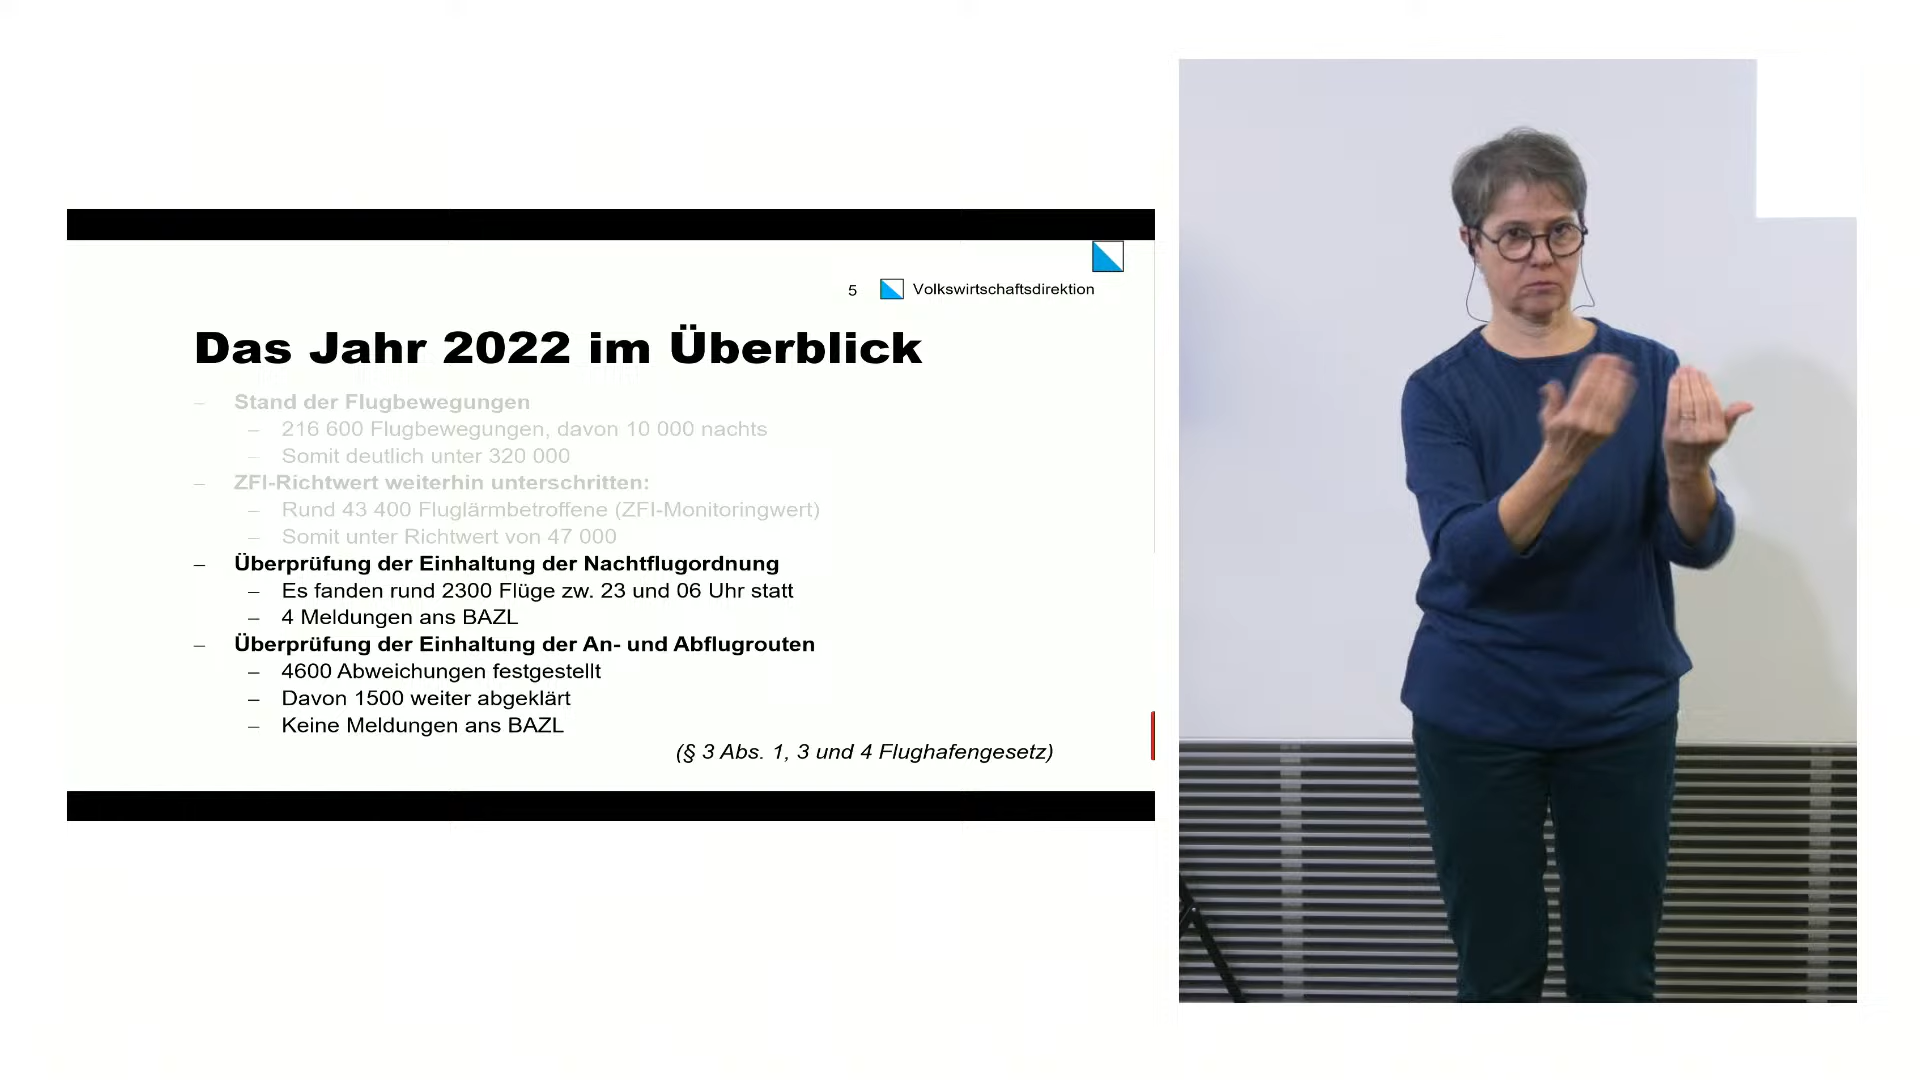 5 Volkswirtschaftsdirektion
Das Jahr 2022 im Überblick
– Stand der Flugbewegungen
– 216 600 Flugbewegungen, davon 10 000 nachts
– Somit deutlich unter 320 000
– ZFI-Richtwert weiterhin unterschritten:
– Rund 43 400 Fluglärmbetroffene (ZFI-Monitoringwert)
– Somit unter Richtwert von 47 000
– Überprüfung der Einhaltung der Nachtflugordnung
– Es fanden rund 2300 Flüge zw. 23 und 06 Uhr statt
– 4 Meldungen ans BAZL
– Überprüfung der Einhaltung der An- und Abflugrouten
– 4600 Abweichungen festgestellt
– Davon 1500 weiter abgeklärt
– Keine Meldungen ans BAZL
(§ 3 Abs. 1, 3 und 4 Flughafengesetz)